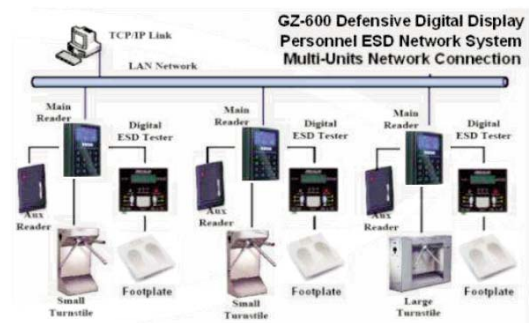 GZ-600 Defensive Digital Display
Personnel ESD Network System
Multi-Units Network Connection
TCP/IP Link
LAN Network
Main
Reader
Digital
ESD Tester
Aux
Reader
Small
Turnstile
Footplate
Main
Reader
Digital
ESD Tester
Aux
Reader
Small
Turnstile
Footplate
Main
Reader
Digital
ESD Tester
Aux
Reader
Large
Turnstile
Footplate